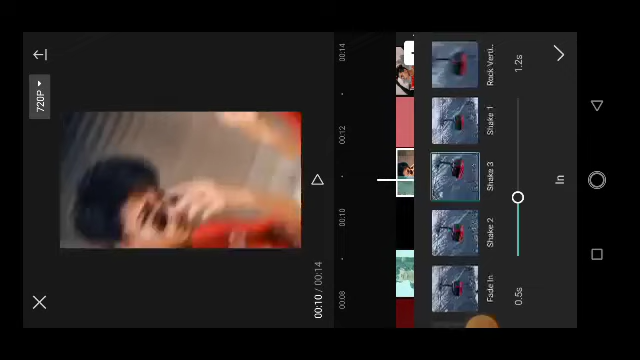 720P
00:10 / 00:14
00:08
00:10
00:12
00:14
Fade In
Shake 2
Shake 3
Shake 1
Rock Verti..
0.5s
1.2s
In